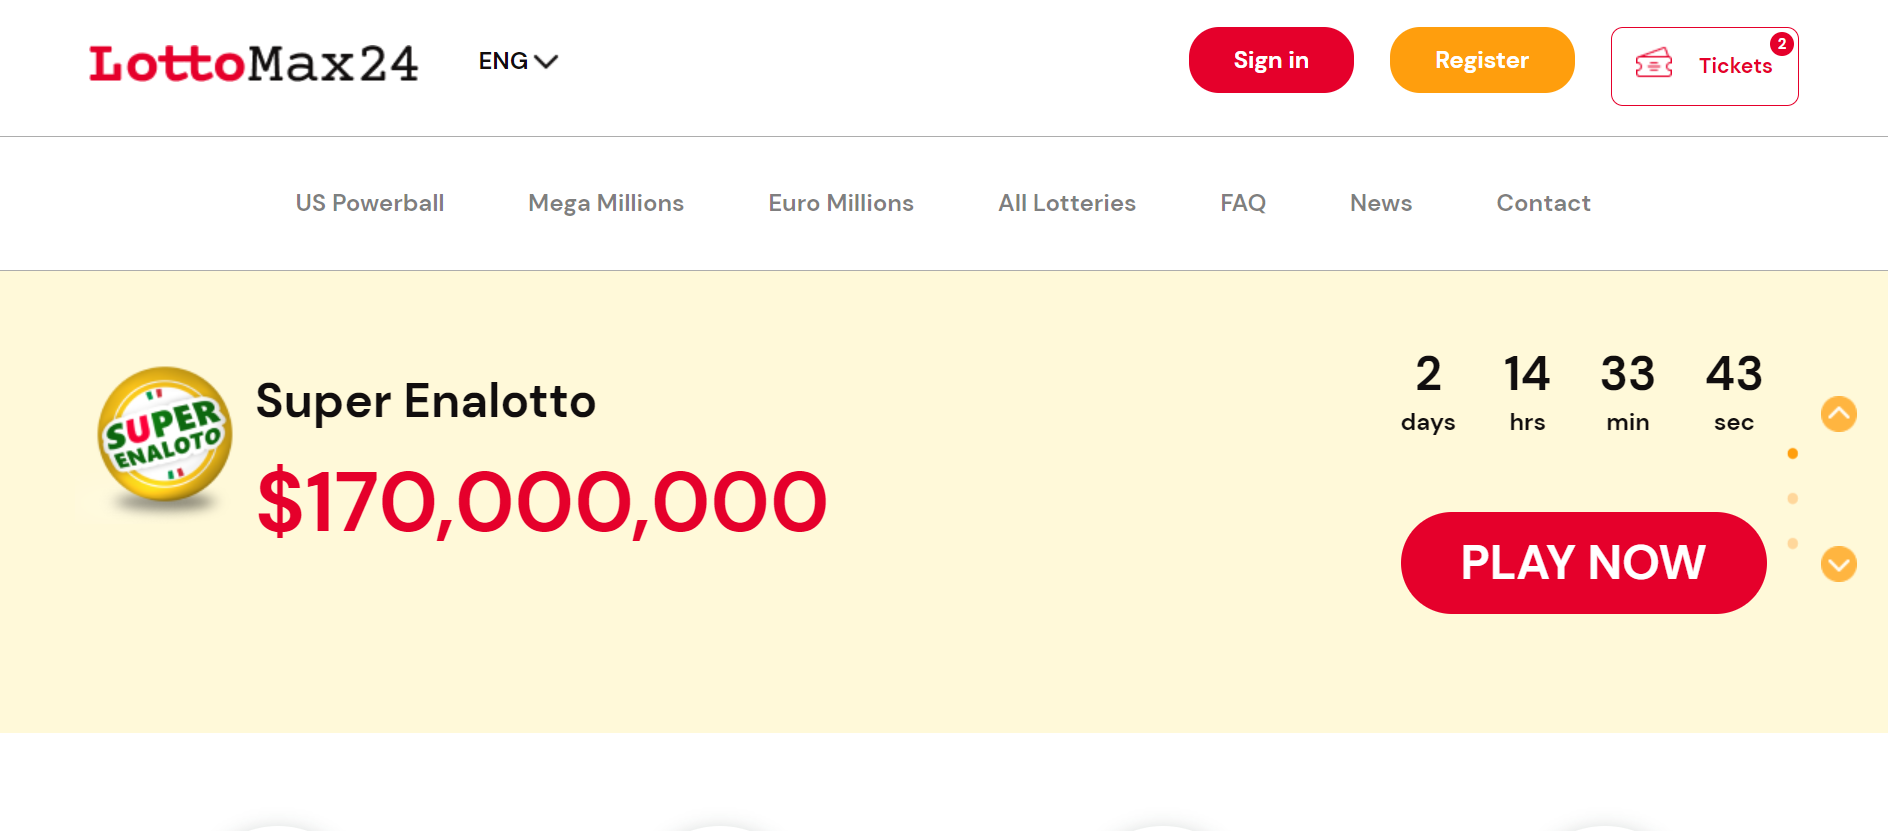 LottoMax24
ENG
Sign in
Register
Tickets
2
US Powerball
Mega Millions
Euro Millions
All Lotteries
FAQ
News
Contact
SUPER
ENALOTO
Super Enalotto
$170,000,000
2 14 33 43
days hrs min sec
PLAY NOW